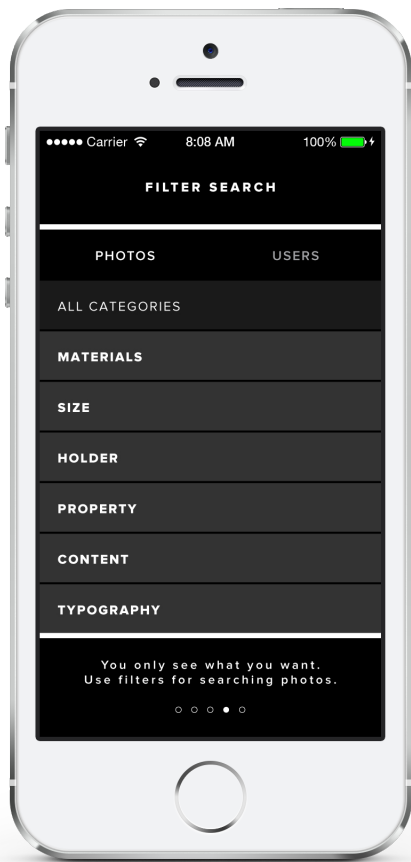 Carrier 8:08 AM 100%
FILTER SEARCH
PHOTOS USERS
ALL CATEGORIES
MATERIALS
SIZE
HOLDER
PROPERTY
CONTENT
TYPOGRAPHY
You only see what you want.
Use filters for searching photos.